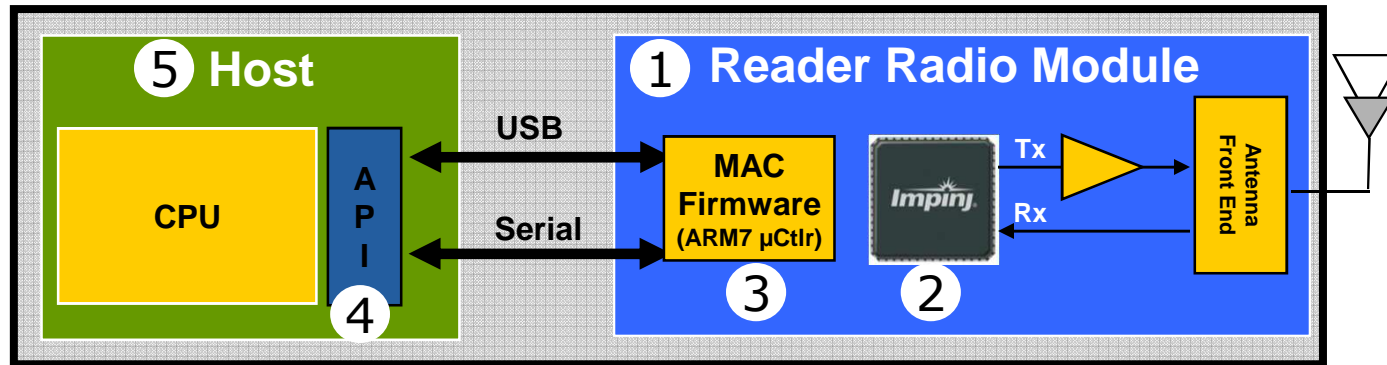 5 Host
CPU
A
P
I
4
USB
Serial
1 Reader Radio Module
MAC
Firmware
(ARM7 µCtlr)
3
Impinj.
2
Tx
Rx
Antenna
Front End